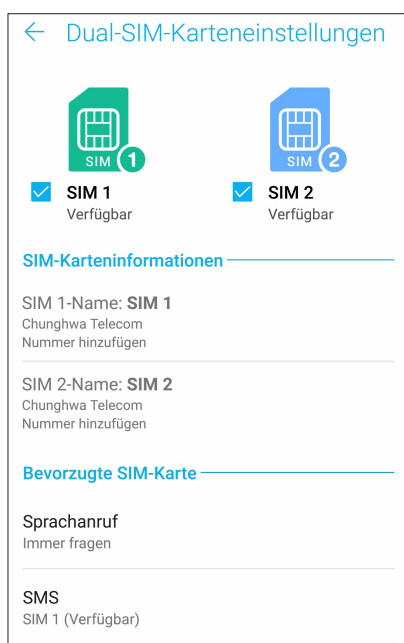 Dual-SIM-Karteneinstellungen
SIM 1
SIM 2
SIM 1
SIM 2
Verfügbar
Verfügbar
SIM-Karteninformationen
SIM 1-Name: SIM 1
Chunghwa Telecom
Nummer hinzufügen
SIM 2-Name: SIM 2
Chunghwa Telecom
Nummer hinzufügen
Bevorzugte SIM-Karte
Sprachanruf
Immer fragen
SMS
SIM 1 (Verfügbar)